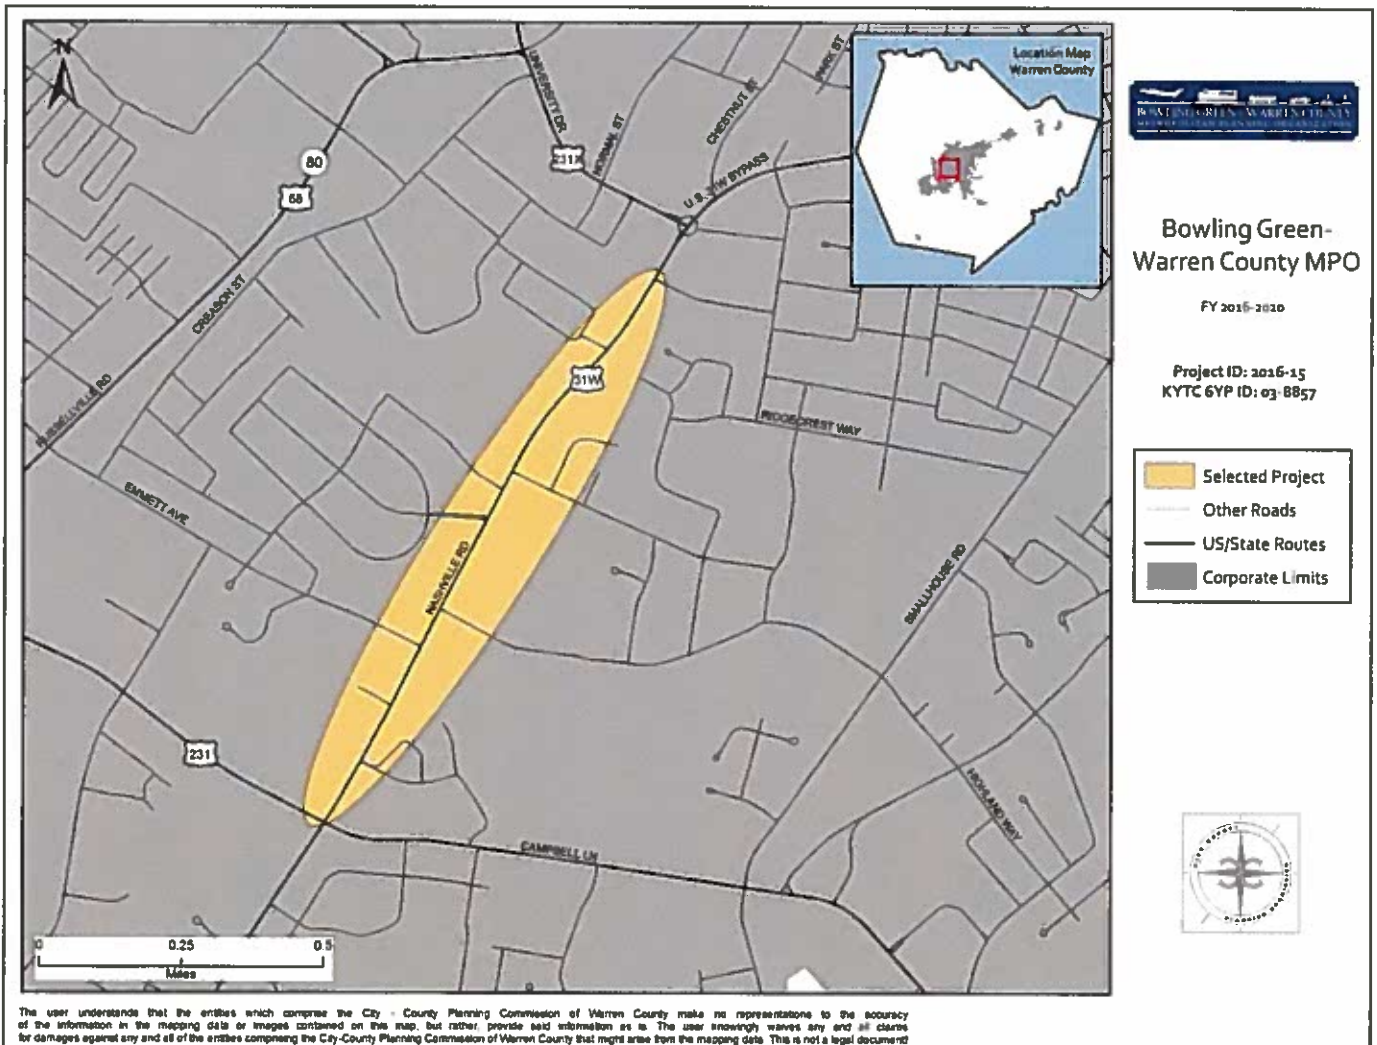 N
UNIVERSITY DR
231X
NORMAL ST
CHESTNUT ST
PARK ST
Location Map
Warren County
80
68
U.S. 31W BYPASS
CREASON ST
31W
RUSSELLVILLE RD
RIDGECREST WAY
EMMETT AVE
NASHVILLE RD
SMALLHOUSE RD
231
HIGHLAND WAY
CAMPBELL LN
0 0.25 0.5
Miles
BOWLING GREEN - WARREN COUNTY
Bowling Green-
Warren County MPO
FY 2016-2020
Project ID: 2016-15
KYTC 6YP ID: 03-8857
Selected Project
Other Roads
US/State Routes
Corporate Limits
The user understands that the entities which comprise the City - County Planning Commission of Warren County make no representations to the accuracy
of the information in the mapping data or images contained on this map, but rather, provide said information as is. The user knowingly waives any and all claims
for damages against any and all of the entities comprising the City-County Planning Commission of Warren County that might arise from the mapping data. This is not a legal document!